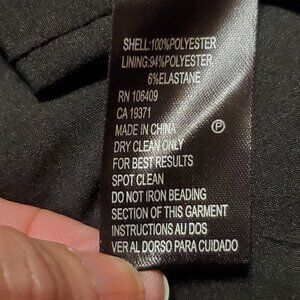 SHELL:100%POLYESTER
LINING:94%POLYESTER
6%ELASTANE
RN 106409
CA 19371
MADE IN CHINA
Ⓟ
DRY CLEAN ONLY
FOR BEST RESULTS
SPOT CLEAN
DO NOT IRON BEADING
SECTION OF THIS GARMENT
INSTRUCTIONS AU DOS
VER AL DORSO PARA CUIDADO